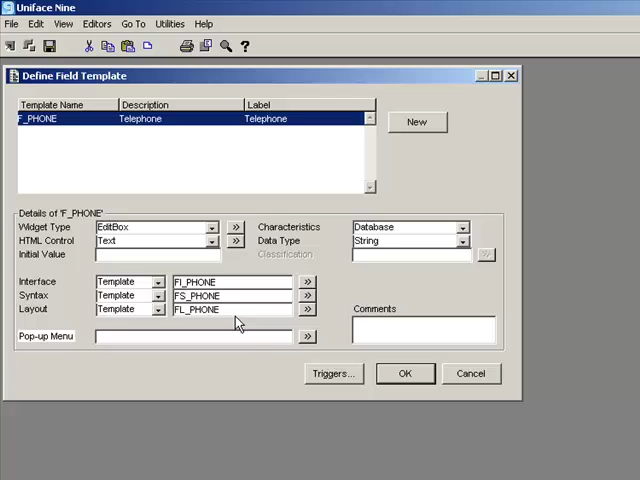 Uniface Nine
File Edit View Editors Go To Utilities Help
Define Field Template
Template Name Description Label
F_PHONE Telephone Telephone
New
Details of 'F_PHONE'
Widget Type EditBox Characteristics Database
HTML Control Text Data Type String
Initial Value Classification
Interface Template FI_PHONE
Syntax Template FS_PHONE
Layout Template FL_PHONE Comments
Pop-up Menu
Triggers... OK Cancel